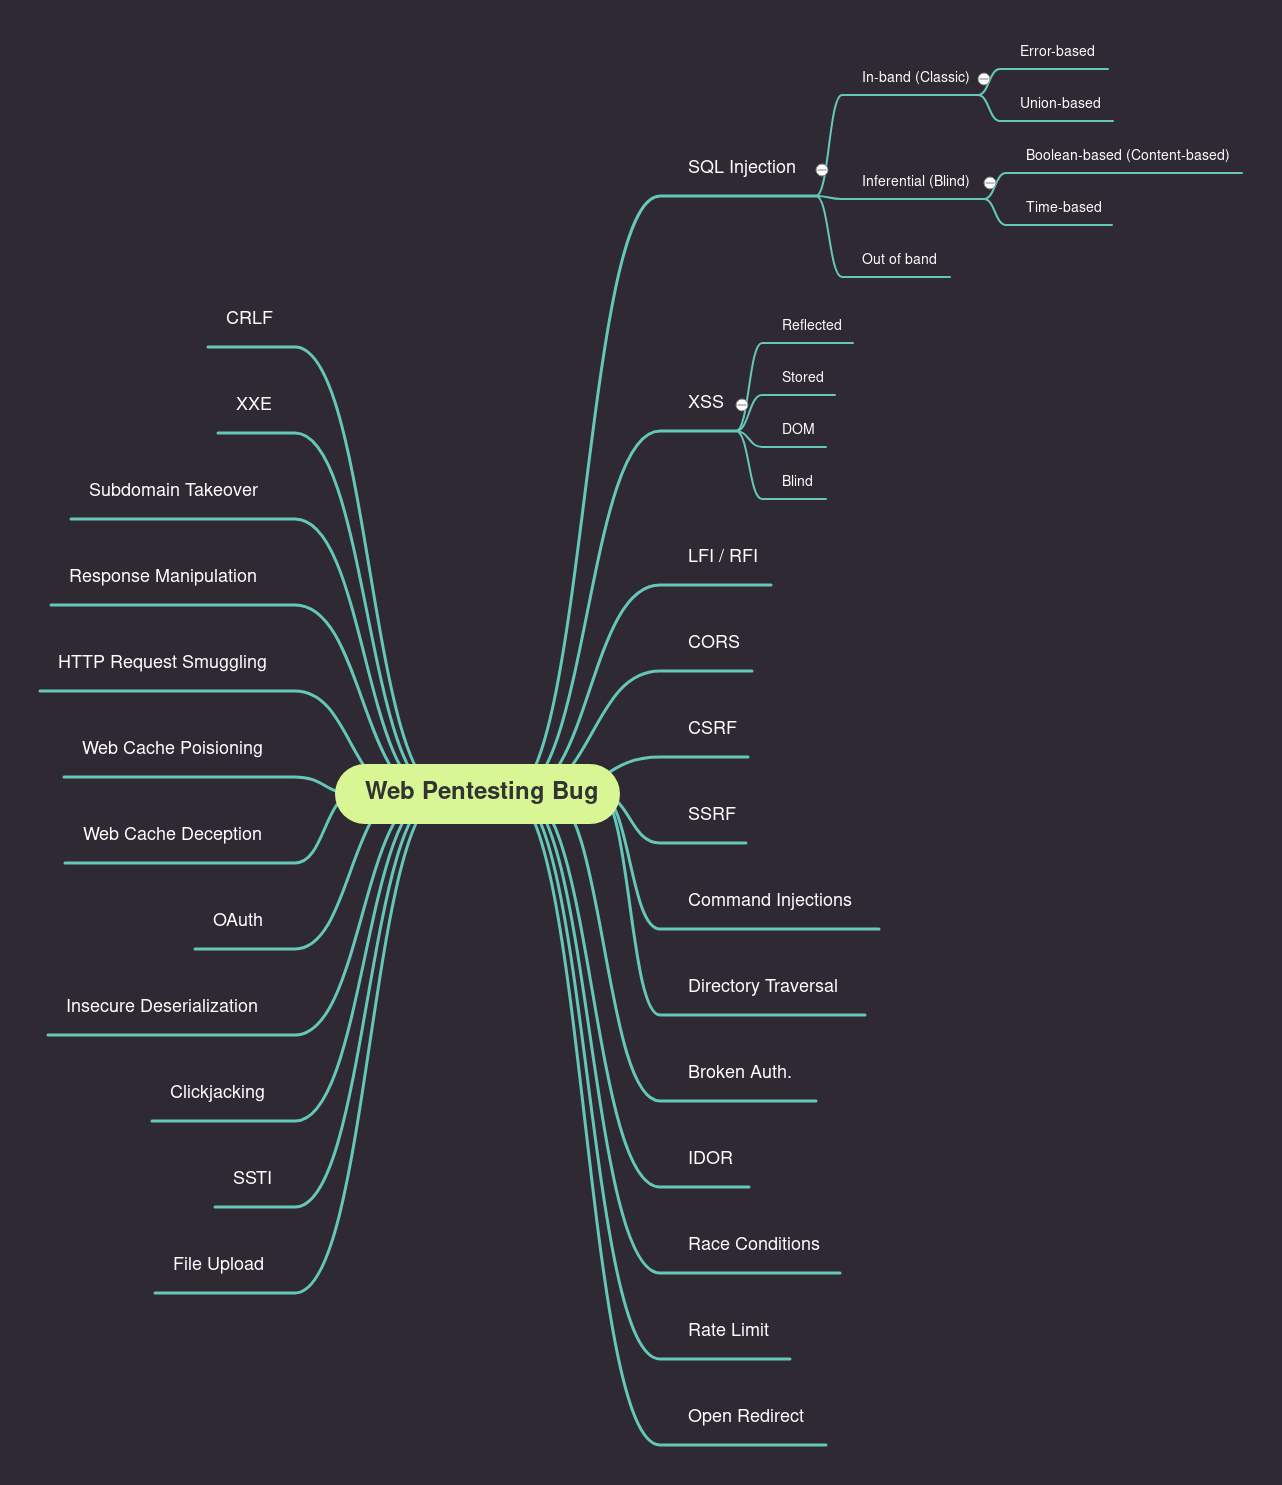 Error-based
In-band (Classic)
Union-based
Boolean-based (Content-based)
SQL Injection
Inferential (Blind)
Time-based
Out of band
CRLF
Reflected
Stored
XSS
XXE
DOM
Blind
Subdomain Takeover
LFI / RFI
Response Manipulation
CORS
HTTP Request Smuggling
CSRF
Web Cache Poisioning
Web Pentesting Bug
SSRF
Web Cache Deception
Command Injections
OAuth
Directory Traversal
Insecure Deserialization
Broken Auth.
Clickjacking
IDOR
SSTI
Race Conditions
File Upload
Rate Limit
Open Redirect